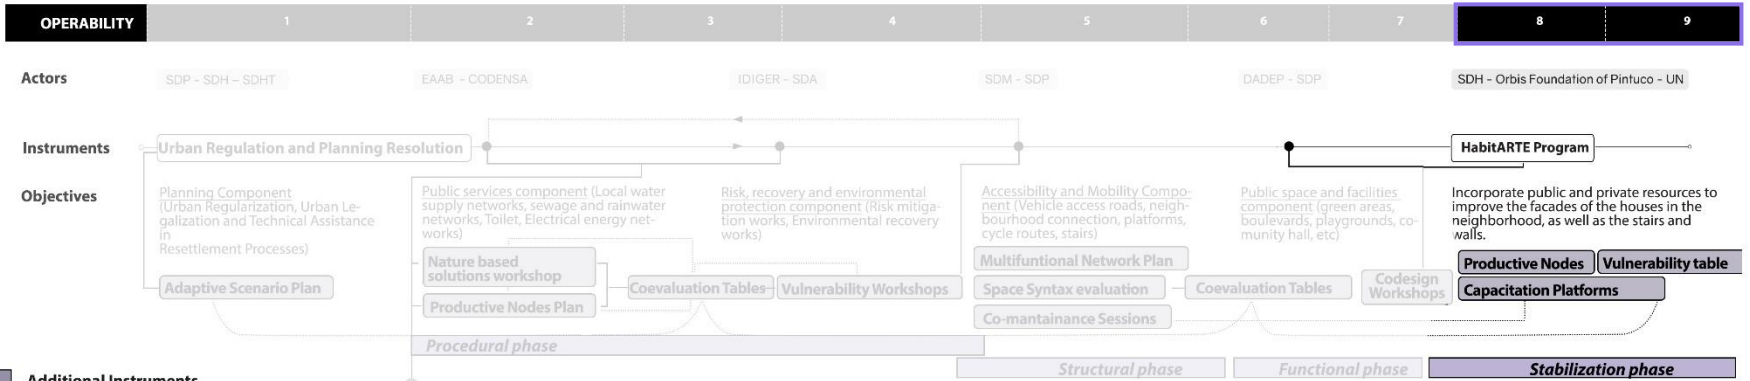 OPERABILITY 1 2 3 4 5 6 7 8 9
Actors
SDP - SDH – SDHT
EAAB - CODENSA
IDIGER - SDA
SDM - SDP
DADEP - SDP
SDH - Orbis Foundation of Pintuco - UN
Instruments
Urban Regulation and Planning Resolution
HabitARTE Program
Objectives
Planning Component
(Urban Regularization, Urban Le-
galization and Technical Assistance
in
Resettlement Processes)
Public services component (Local water
supply networks, sewage and rainwater
networks, Toilet, Electrical energy net-
works)
Risk, recovery and environmental
protection component (Risk mitiga-
tion works, Environmental recovery
works)
Accessibility and Mobility Compo-
nent (Vehicle access roads, neigh-
bourhood connection, platforms,
cycle routes, stairs)
Public space and facilities
component (green areas,
boulevards, playgrounds, co-
munity hall, etc)
Incorporate public and private resources to
improve the facades of the houses in the
neighborhood, as well as the stairs and
walls.
Adaptive Scenario Plan
Nature based
solutions workshop
Productive Nodes Plan
Coevaluation Tables
Vulnerability Workshops
Multifuntional Network Plan
Space Syntax evaluation
Co-mantainance Sessions
Coevaluation Tables
Codesign
Workshops
Productive Nodes
Vulnerability table
Capacitation Platforms
Procedural phase
Structural phase
Functional phase
Stabilization phase
Additional Instruments